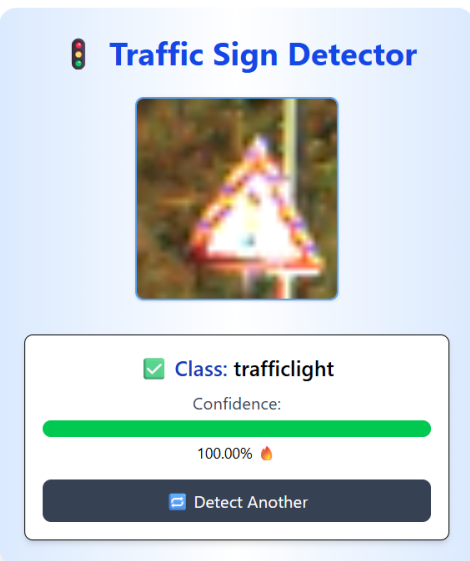 🚦 Traffic Sign Detector
✅ Class: trafficlight
Confidence:
100.00% 🔥
🔁 Detect Another